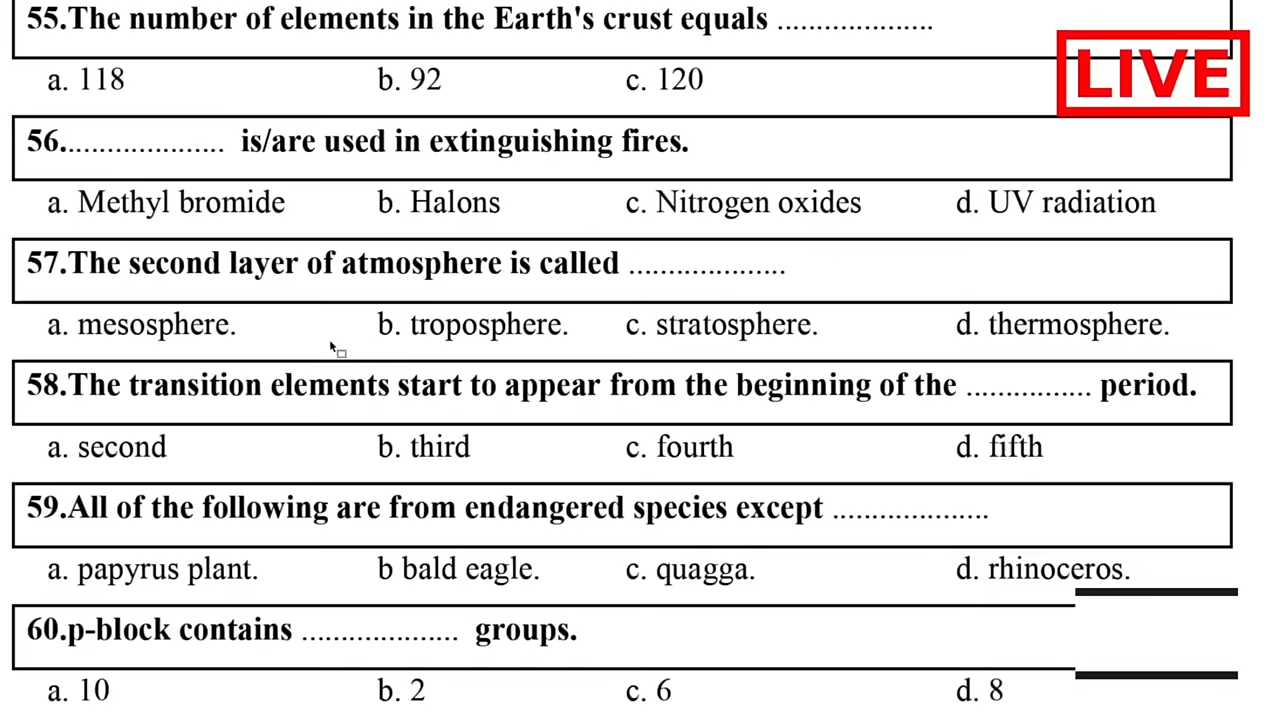 55.The number of elements in the Earth's crust equals ....................
LIVE
a. 118 b. 92 c. 120
56..................... is/are used in extinguishing fires.
a. Methyl bromide b. Halons c. Nitrogen oxides d. UV radiation
57.The second layer of atmosphere is called ....................
a. mesosphere. b. troposphere. c. stratosphere. d. thermosphere.
58.The transition elements start to appear from the beginning of the ................ period.
a. second b. third c. fourth d. fifth
59.All of the following are from endangered species except ....................
a. papyrus plant. b bald eagle. c. quagga. d. rhinoceros.
60.p-block contains .................... groups.
a. 10 b. 2 c. 6 d. 8